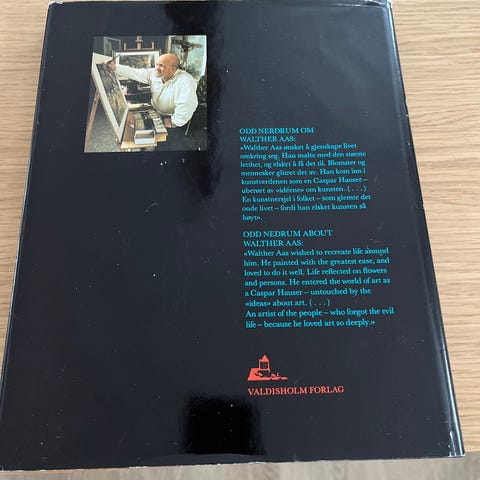 ODD NERDRUM OM
WALTHER AAS:
«Walther Aas ønsket å gjenskape livet
omkring seg. Han malte med den største
letthet, og elsket å få det til. Blomster og
mennesker glitret det av. Han kom inn i
kunstverdenen som en Caspar Hauser –
uberørt av «idéene» om kunsten. (. . .)
En kunstnersjel i folket – som glemte det
onde livet – fordi han elsket kunsten så
høyt».
ODD NEDRUM ABOUT
WALTHER AAS:
«Walther Aas wished to recreate life around
him. He painted with the greatest ease, and
loved to do it well. Life reflected on flowers
and persons. He entered the world of art as
a Caspar Hauser – untouched by the
«ideas» about art. (. . .)
An artist of the people – who forgot the evil
life – because he loved art so deeply.»
VALDISHOLM FORLAG